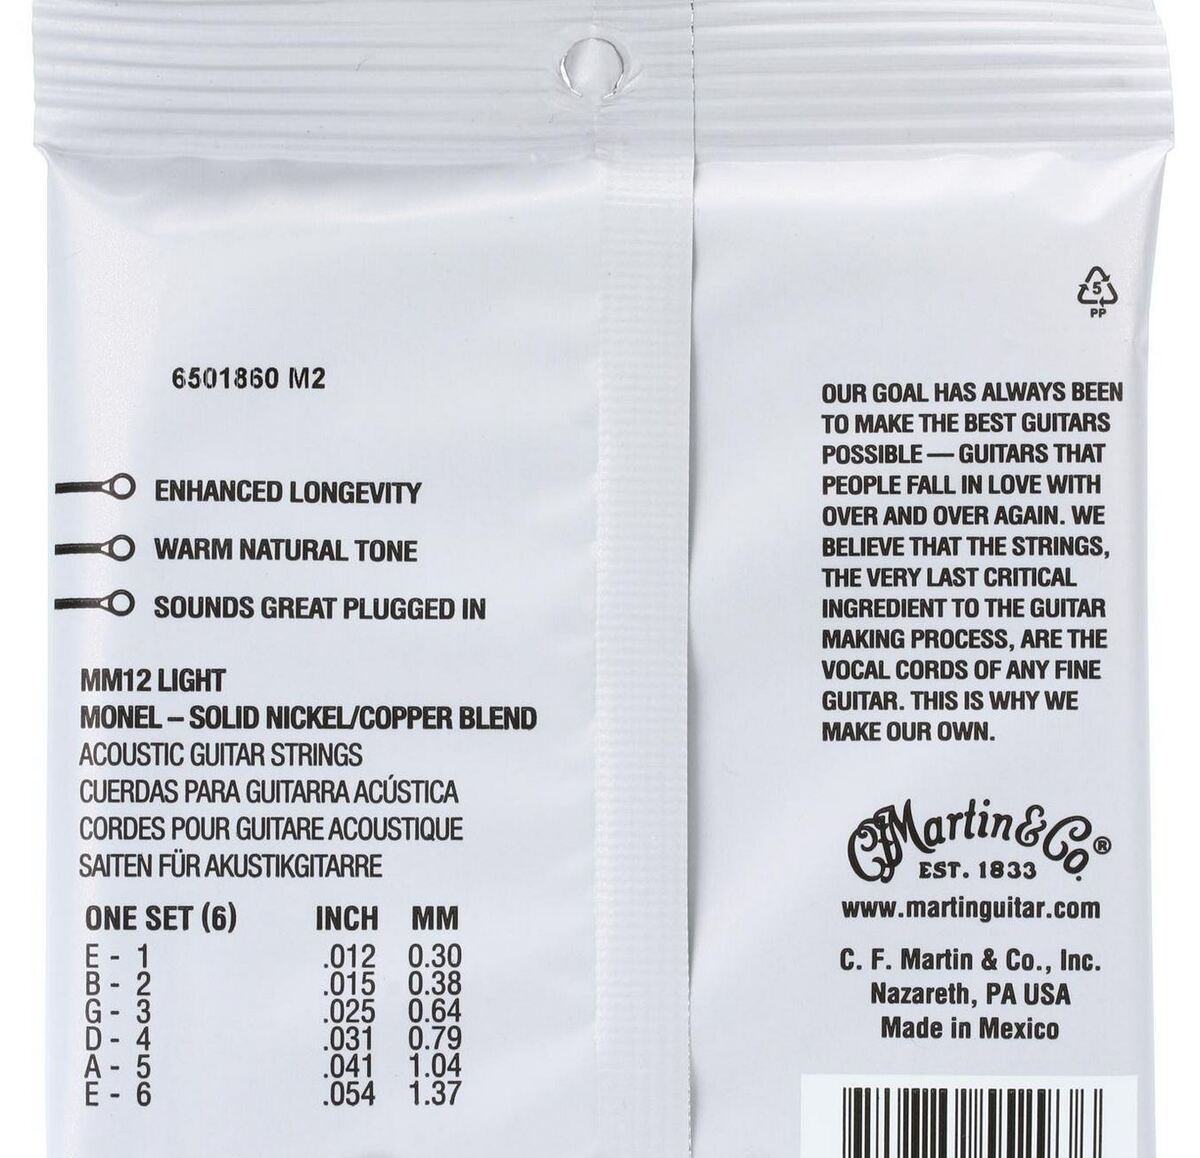 5
PP
6501860 M2
ENHANCED LONGEVITY
WARM NATURAL TONE
SOUNDS GREAT PLUGGED IN
MM12 LIGHT
MONEL – SOLID NICKEL/COPPER BLEND
ACOUSTIC GUITAR STRINGS
CUERDAS PARA GUITARRA ACÚSTICA
CORDES POUR GUITARE ACOUSTIQUE
SAITEN FÜR AKUSTIKGITARRE
ONE SET (6) INCH MM
E - 1 .012 0.30
B - 2 .015 0.38
G - 3 .025 0.64
D - 4 .031 0.79
A - 5 .041 1.04
E - 6 .054 1.37
OUR GOAL HAS ALWAYS BEEN
TO MAKE THE BEST GUITARS
POSSIBLE — GUITARS THAT
PEOPLE FALL IN LOVE WITH
OVER AND OVER AGAIN. WE
BELIEVE THAT THE STRINGS,
THE VERY LAST CRITICAL
INGREDIENT TO THE GUITAR
MAKING PROCESS, ARE THE
VOCAL CORDS OF ANY FINE
GUITAR. THIS IS WHY WE
MAKE OUR OWN.
CF Martin & Co.®
EST. 1833
www.martinguitar.com
C. F. Martin & Co., Inc.
Nazareth, PA USA
Made in Mexico